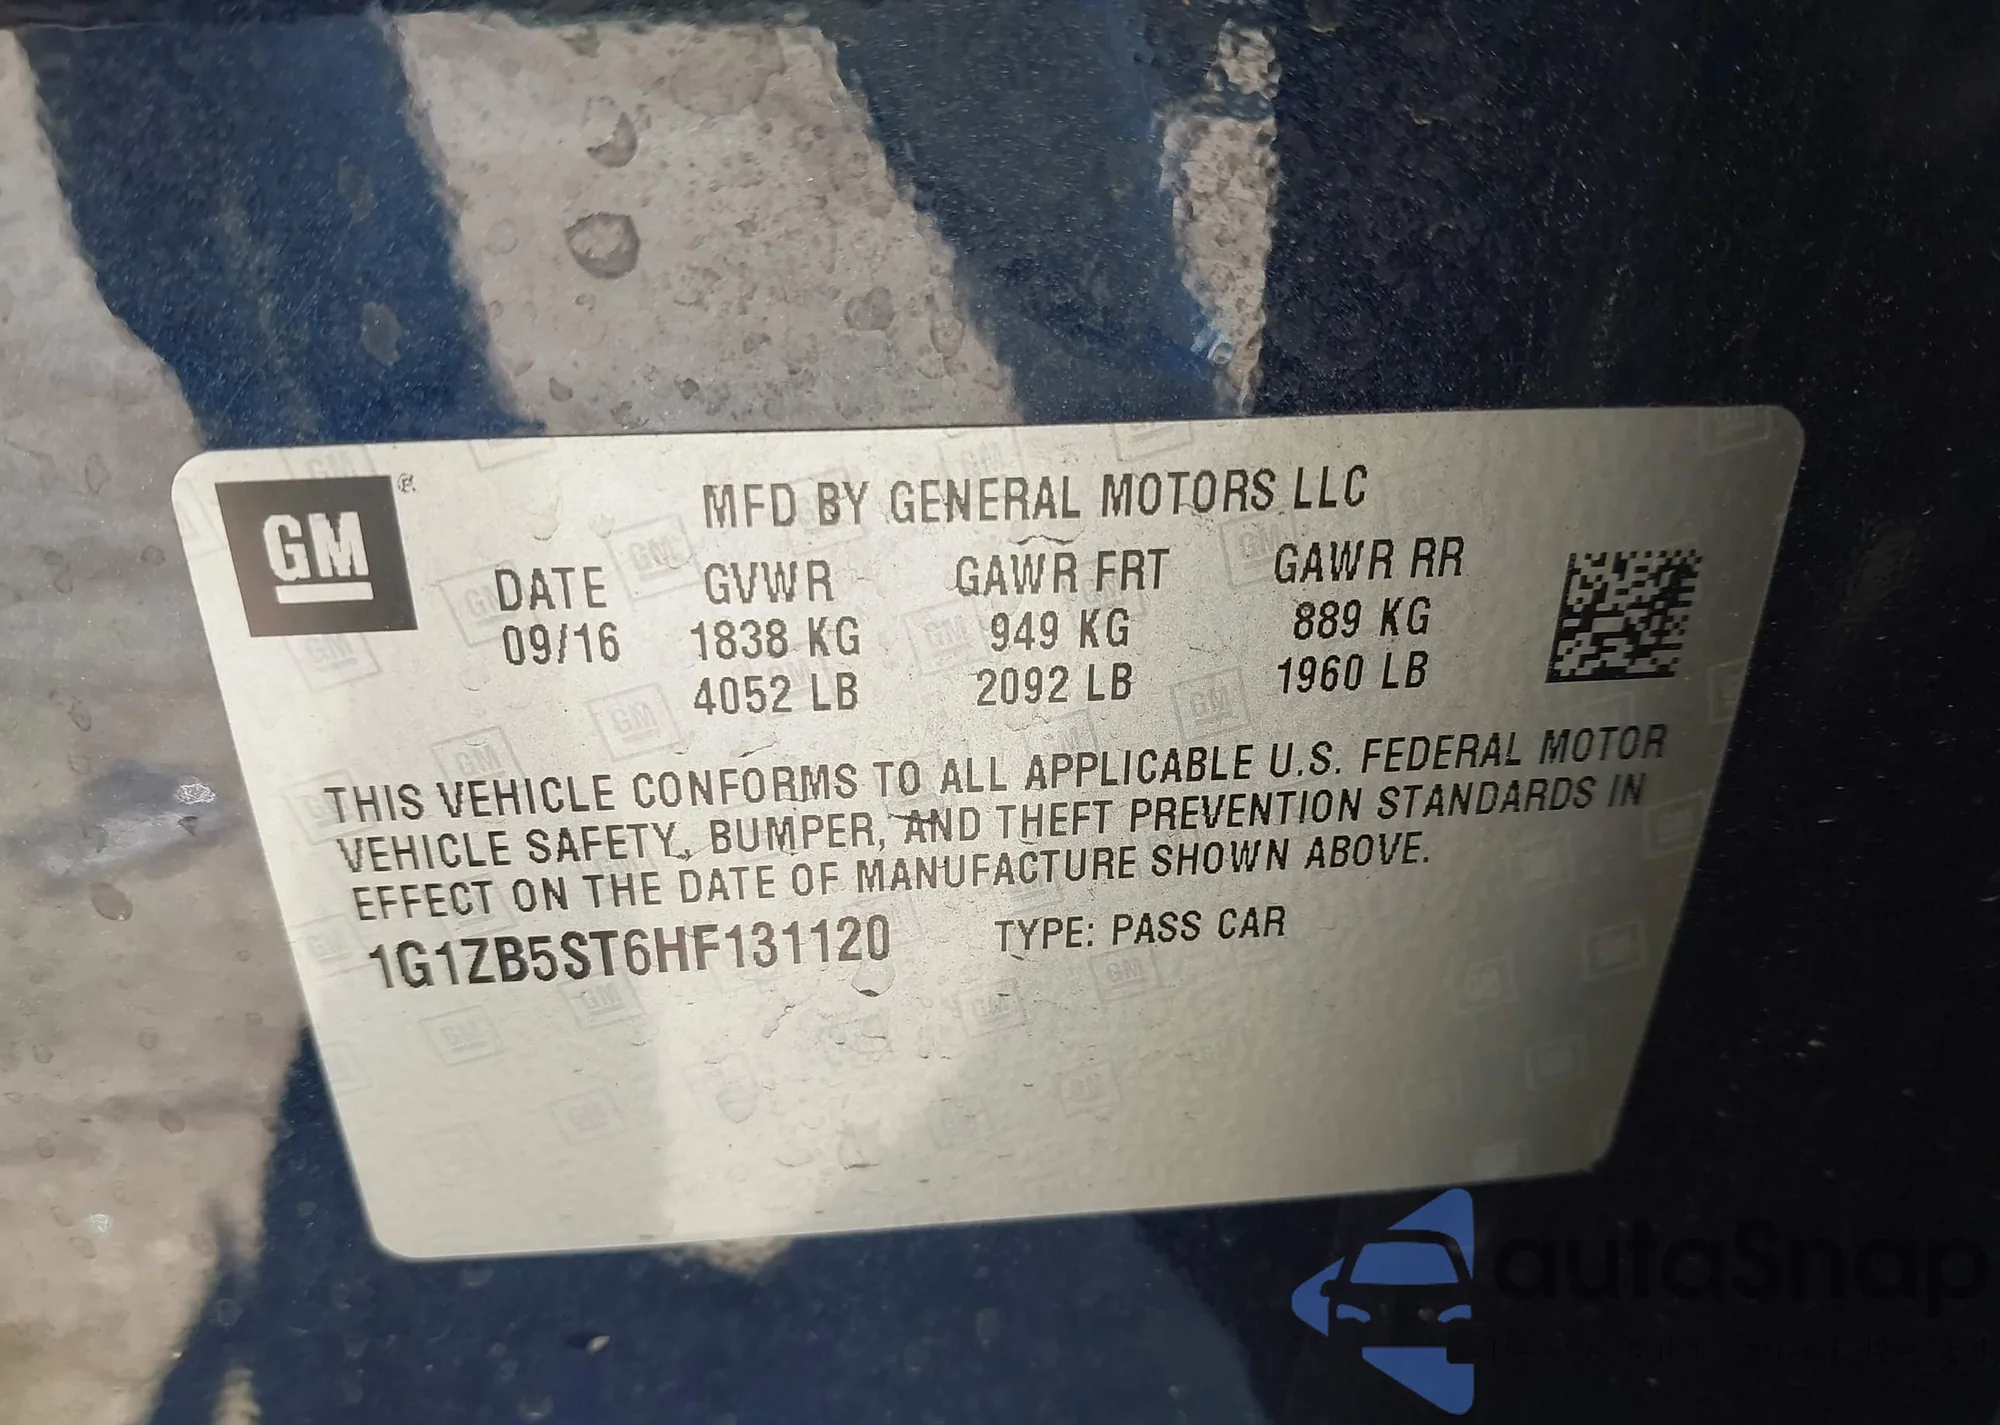 GM
MFD BY GENERAL MOTORS LLC
DATE GVWR GAWR FRT GAWR RR
09/16 1838 KG 949 KG 889 KG
4052 LB 2092 LB 1960 LB
THIS VEHICLE CONFORMS TO ALL APPLICABLE U.S. FEDERAL MOTOR
VEHICLE SAFETY, BUMPER, AND THEFT PREVENTION STANDARDS IN
EFFECT ON THE DATE OF MANUFACTURE SHOWN ABOVE.
1G1ZB5ST6HF131120 TYPE: PASS CAR
autoSnap